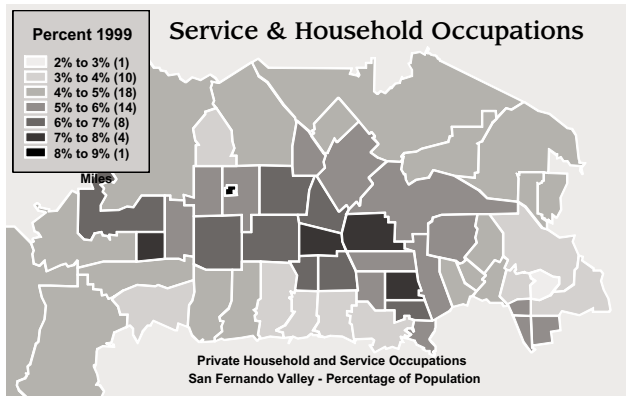 Service & Household Occupations
Percent 1999
2% to 3% (1)
3% to 4% (10)
4% to 5% (18)
5% to 6% (14)
6% to 7% (8)
7% to 8% (4)
8% to 9% (1)
Miles
Private Household and Service Occupations
San Fernando Valley - Percentage of Population